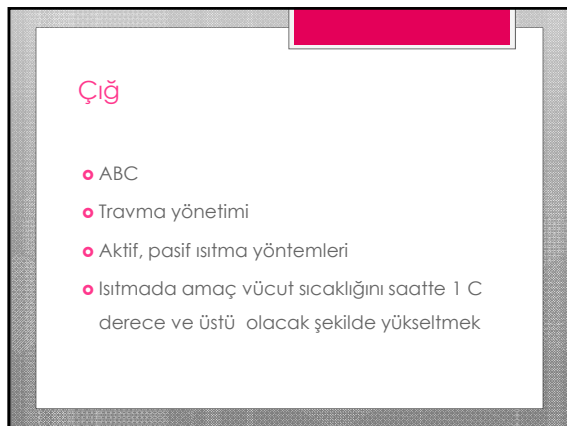 Çığ
ABC
Travma yönetimi
Aktif, pasif ısıtma yöntemleri
Isıtmada amaç vücut sıcaklığını saatte 1 C
derece ve üstü olacak şekilde yükseltmek